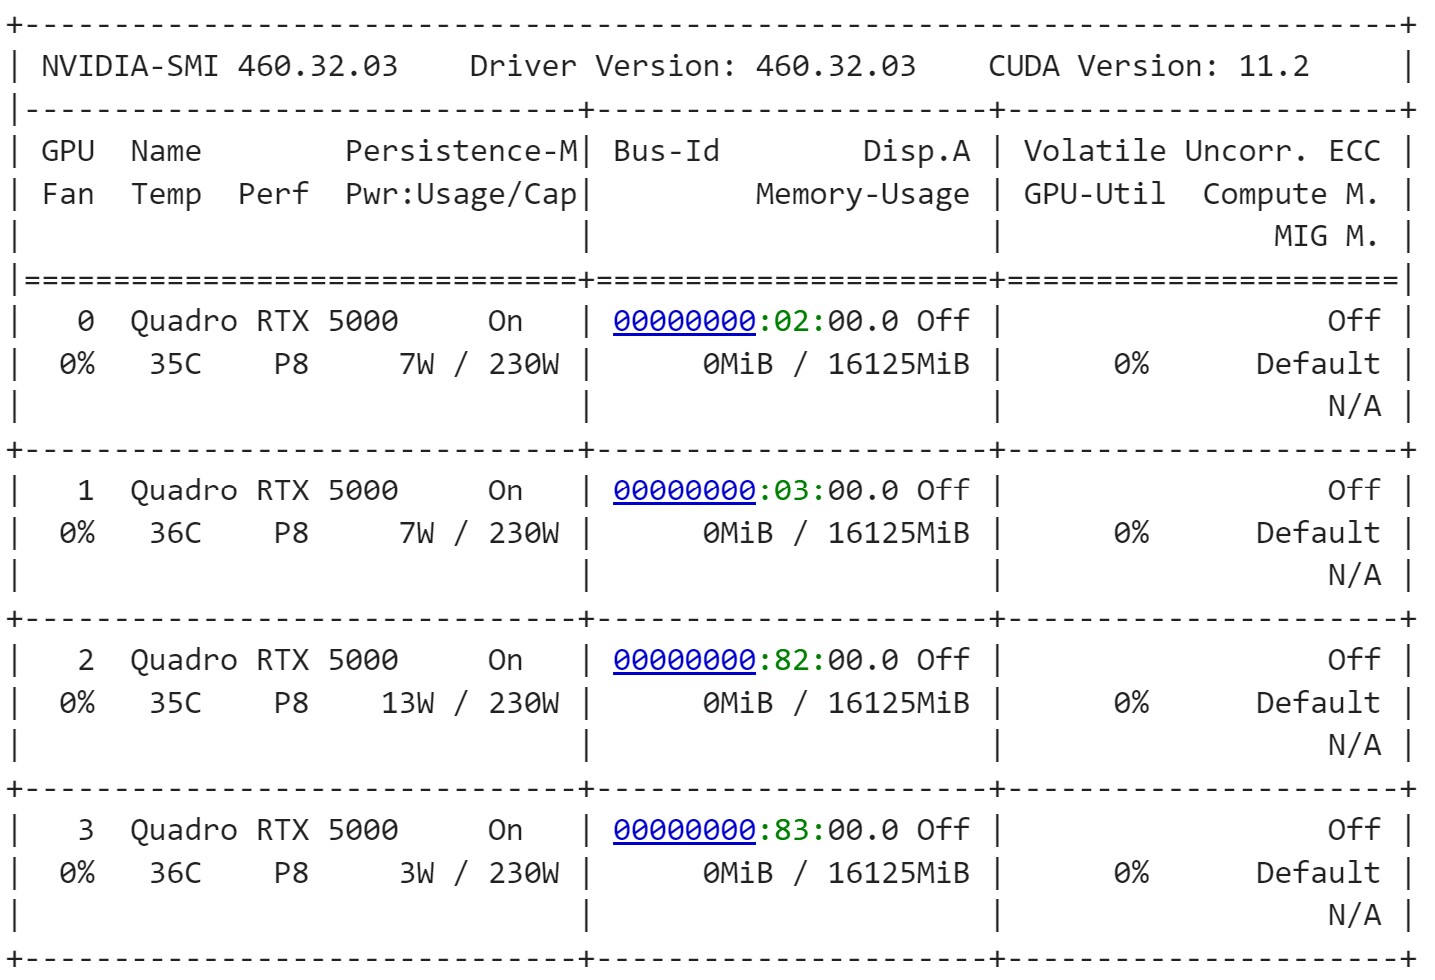 +-----------------------------------------------------------------------------+
| NVIDIA-SMI 460.32.03    Driver Version: 460.32.03    CUDA Version: 11.2     |
|-------------------------------+----------------------+----------------------+
| GPU  Name        Persistence-M| Bus-Id        Disp.A | Volatile Uncorr. ECC |
| Fan  Temp  Perf  Pwr:Usage/Cap|         Memory-Usage | GPU-Util  Compute M. |
|                               |                      |               MIG M. |
|===============================+======================+======================|
|   0  Quadro RTX 5000     On   | 00000000:02:00.0 Off |                  Off |
|  0%   35C    P8     7W / 230W |      0MiB / 16125MiB |      0%      Default |
|                               |                      |                  N/A |
+-------------------------------+----------------------+----------------------+
|   1  Quadro RTX 5000     On   | 00000000:03:00.0 Off |                  Off |
|  0%   36C    P8     7W / 230W |      0MiB / 16125MiB |      0%      Default |
|                               |                      |                  N/A |
+-------------------------------+----------------------+----------------------+
|   2  Quadro RTX 5000     On   | 00000000:82:00.0 Off |                  Off |
|  0%   35C    P8    13W / 230W |      0MiB / 16125MiB |      0%      Default |
|                               |                      |                  N/A |
+-------------------------------+----------------------+----------------------+
|   3  Quadro RTX 5000     On   | 00000000:83:00.0 Off |                  Off |
|  0%   36C    P8     3W / 230W |      0MiB / 16125MiB |      0%      Default |
|                               |                      |                  N/A |
+-------------------------------+----------------------+----------------------+